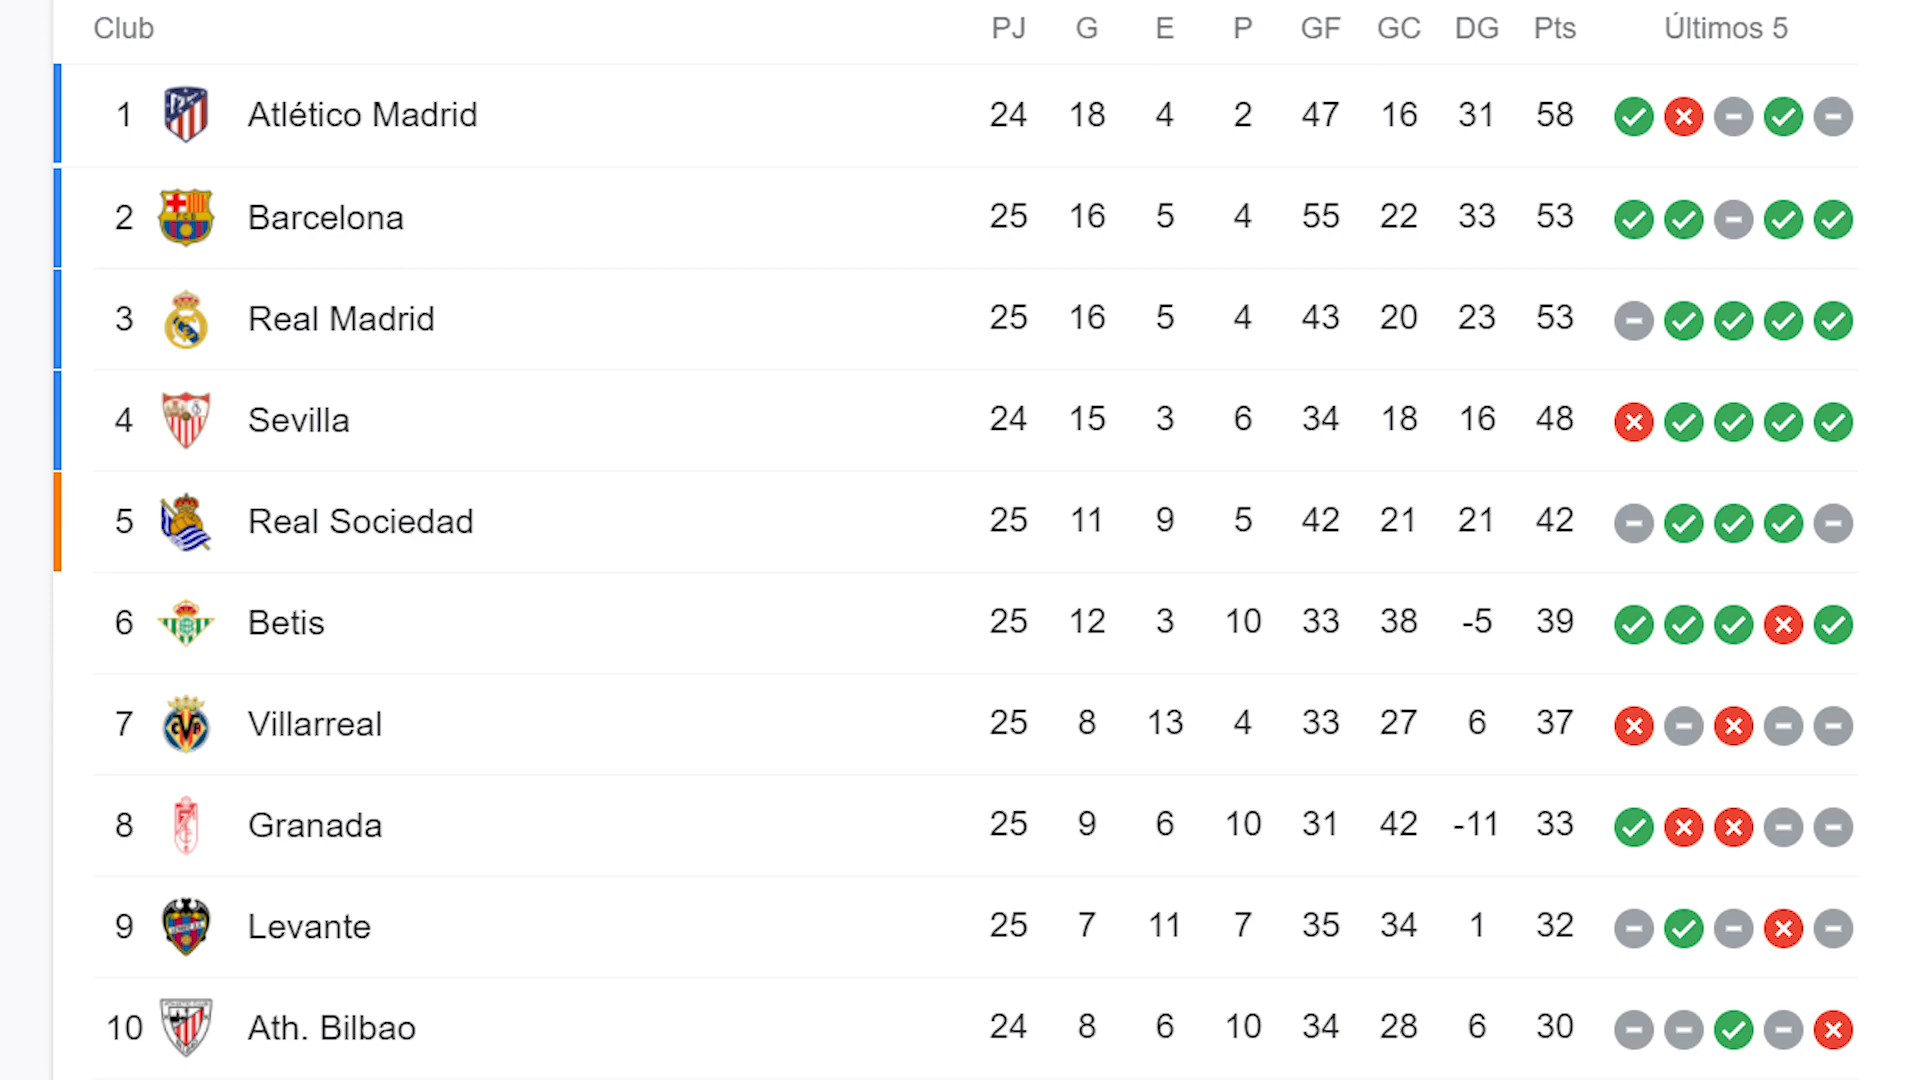 Club PJ G E P GF GC DG Pts Últimos 5
1 Atlético Madrid 24 18 4 2 47 16 31 58
2 Barcelona 25 16 5 4 55 22 33 53
3 Real Madrid 25 16 5 4 43 20 23 53
4 Sevilla 24 15 3 6 34 18 16 48
5 Real Sociedad 25 11 9 5 42 21 21 42
6 Betis 25 12 3 10 33 38 -5 39
7 Villarreal 25 8 13 4 33 27 6 37
8 Granada 25 9 6 10 31 42 -11 33
9 Levante 25 7 11 7 35 34 1 32
10 Ath. Bilbao 24 8 6 10 34 28 6 30